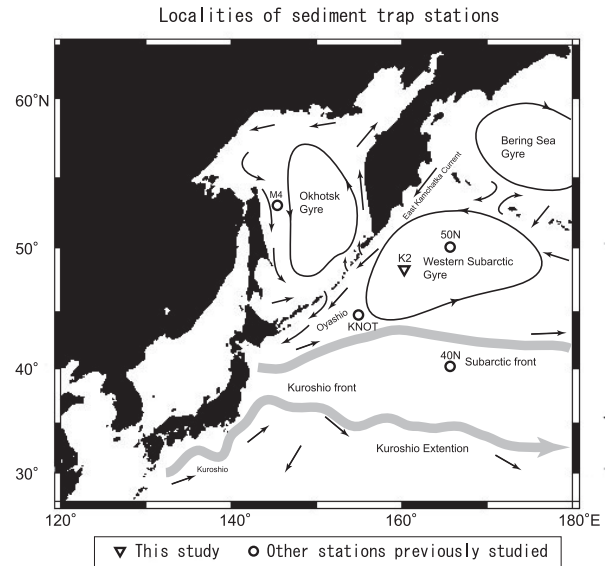 Localities of sediment trap stations
60°N
50°
40°
30°
120°
140°
160°
180°E
Bering Sea
Gyre
East Kamchatka Current
M4
Okhotsk
Gyre
50N
K2
Western Subarctic
Gyre
Oyashio
KNOT
40N
Subarctic front
Kuroshio front
Kuroshio Extention
Kuroshio
This study
Other stations previously studied